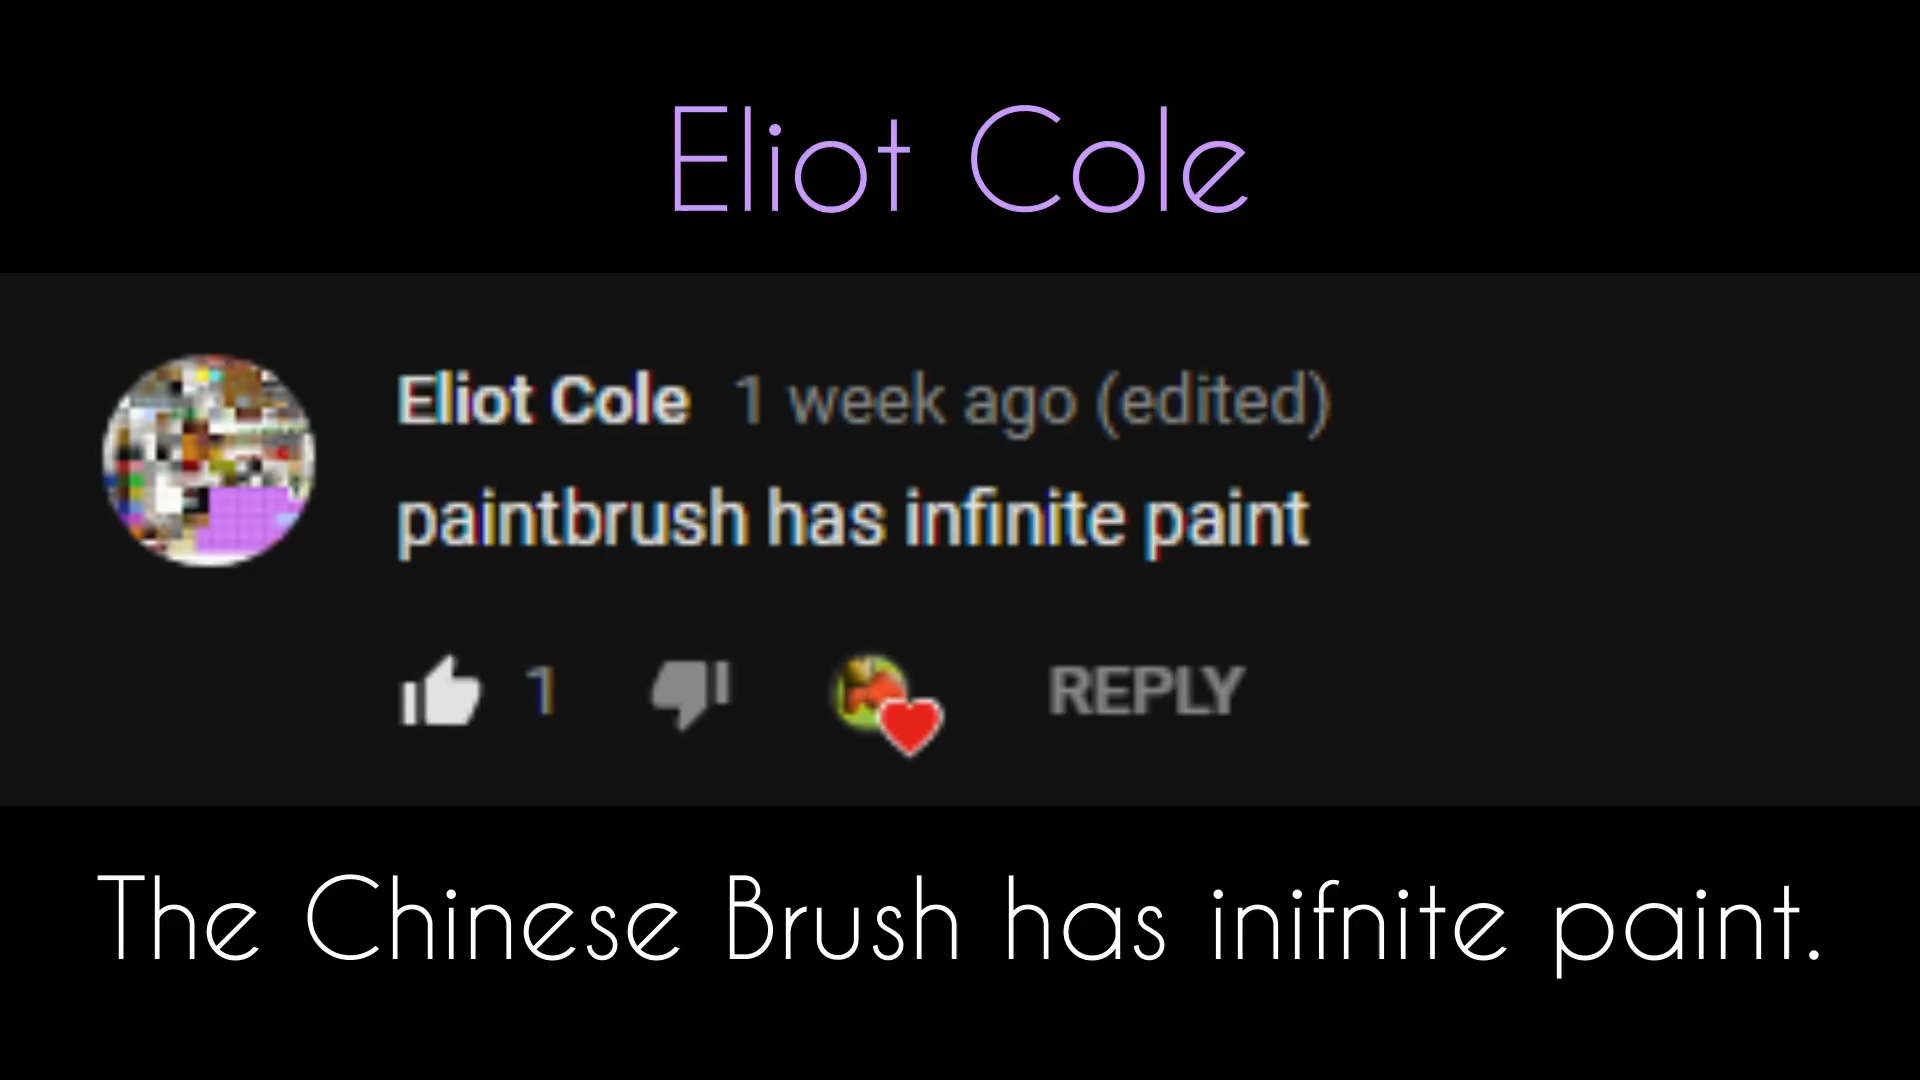 Eliot Cole
Eliot Cole 1 week ago (edited)
paintbrush has infinite paint
1 REPLY
The Chinese Brush has inifnite paint.